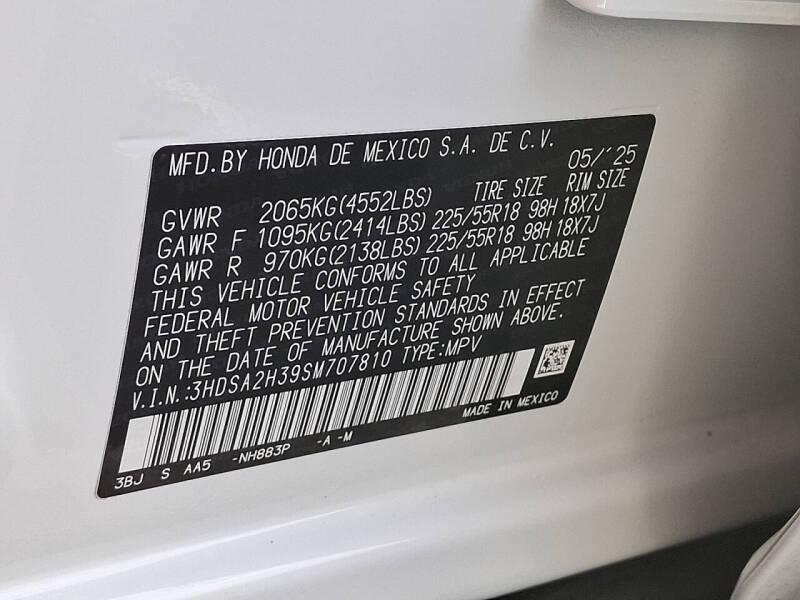 MFD. BY HONDA DE MEXICO S.A. DE C.V. 05/'25
GVWR 2065KG(4552LBS) TIRE SIZE RIM SIZE
GAWR F 1095KG(2414LBS) 225/55R18 98H 18X7J
GAWR R 970KG(2138LBS) 225/55R18 98H 18X7J
THIS VEHICLE CONFORMS TO ALL APPLICABLE
FEDERAL MOTOR VEHICLE SAFETY
AND THEFT PREVENTION STANDARDS IN EFFECT
ON THE DATE OF MANUFACTURE SHOWN ABOVE.
V.I.N.:3HDSA2H39SM707810 TYPE:MPV
MADE IN MEXICO
3BJ S AA5 -NH883P -A -M